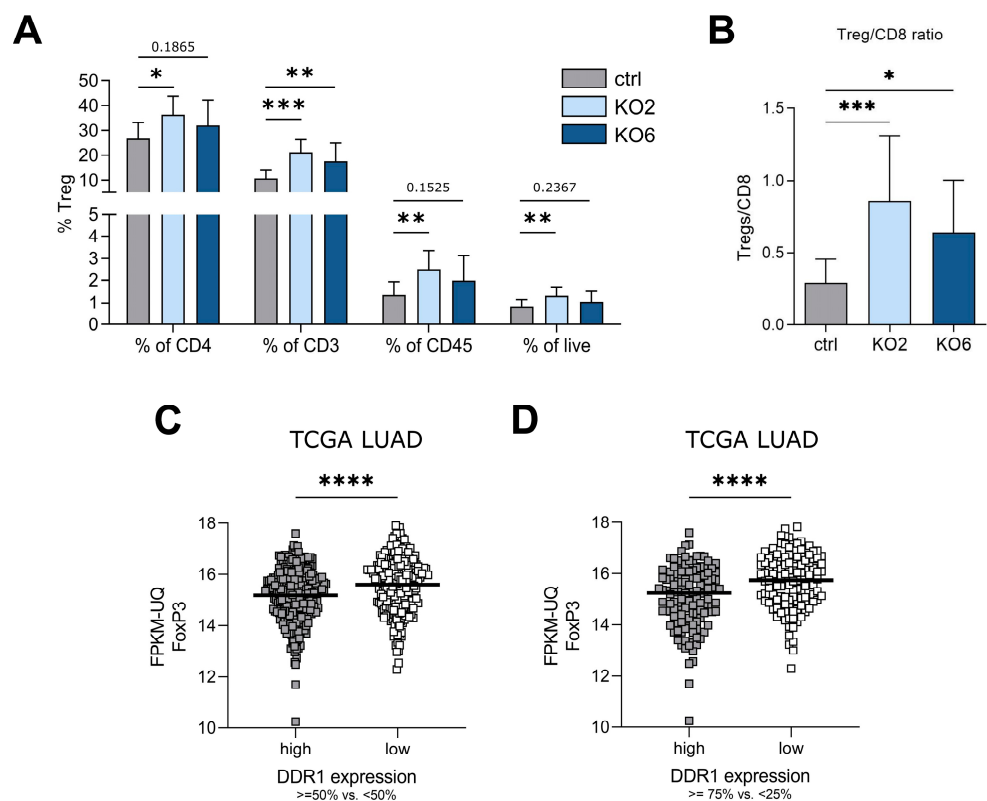 A
0.1865
*
**
***
50
40
30
20
10
5
4
3
2
1
0
% Treg
0.1525
**
0.2367
**
% of CD4
% of CD3
% of CD45
% of live
ctrl
KO2
KO6
B
Treg/CD8 ratio
*
***
1.5
1.0
0.5
0.0
Tregs/CD8
ctrl
KO2
KO6
C
TCGA LUAD
****
18
16
14
12
10
FPKM-UQ
FoxP3
high
low
DDR1 expression
>=50% vs. <50%
D
TCGA LUAD
****
18
16
14
12
10
FPKM-UQ
FoxP3
high
low
DDR1 expression
>= 75% vs. <25%